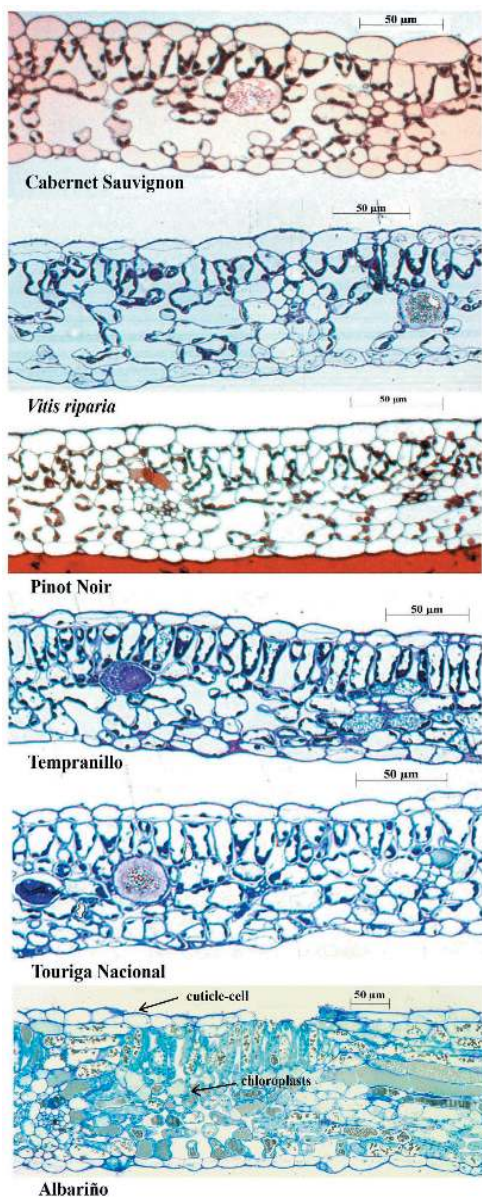 50 µm
Cabernet Sauvignon
50 µm
Vitis riparia
50 µm
Pinot Noir
50 µm
Tempranillo
50 µm
Touriga Nacional
cuticle-cell
50 µm
chloroplasts
Albariño